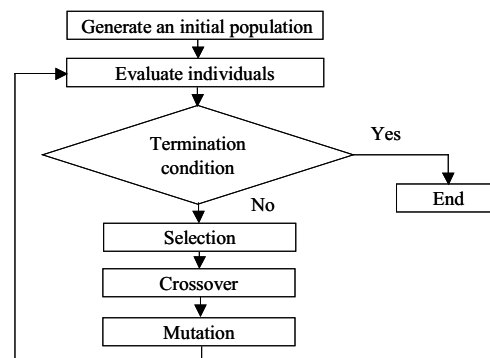 Generate an initial population
Evaluate individuals
Termination
condition
Yes
End
No
Selection
Crossover
Mutation